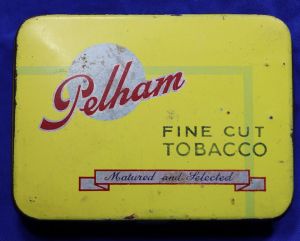 Pelham
FINE CUT
TOBACCO
Matured and Selected